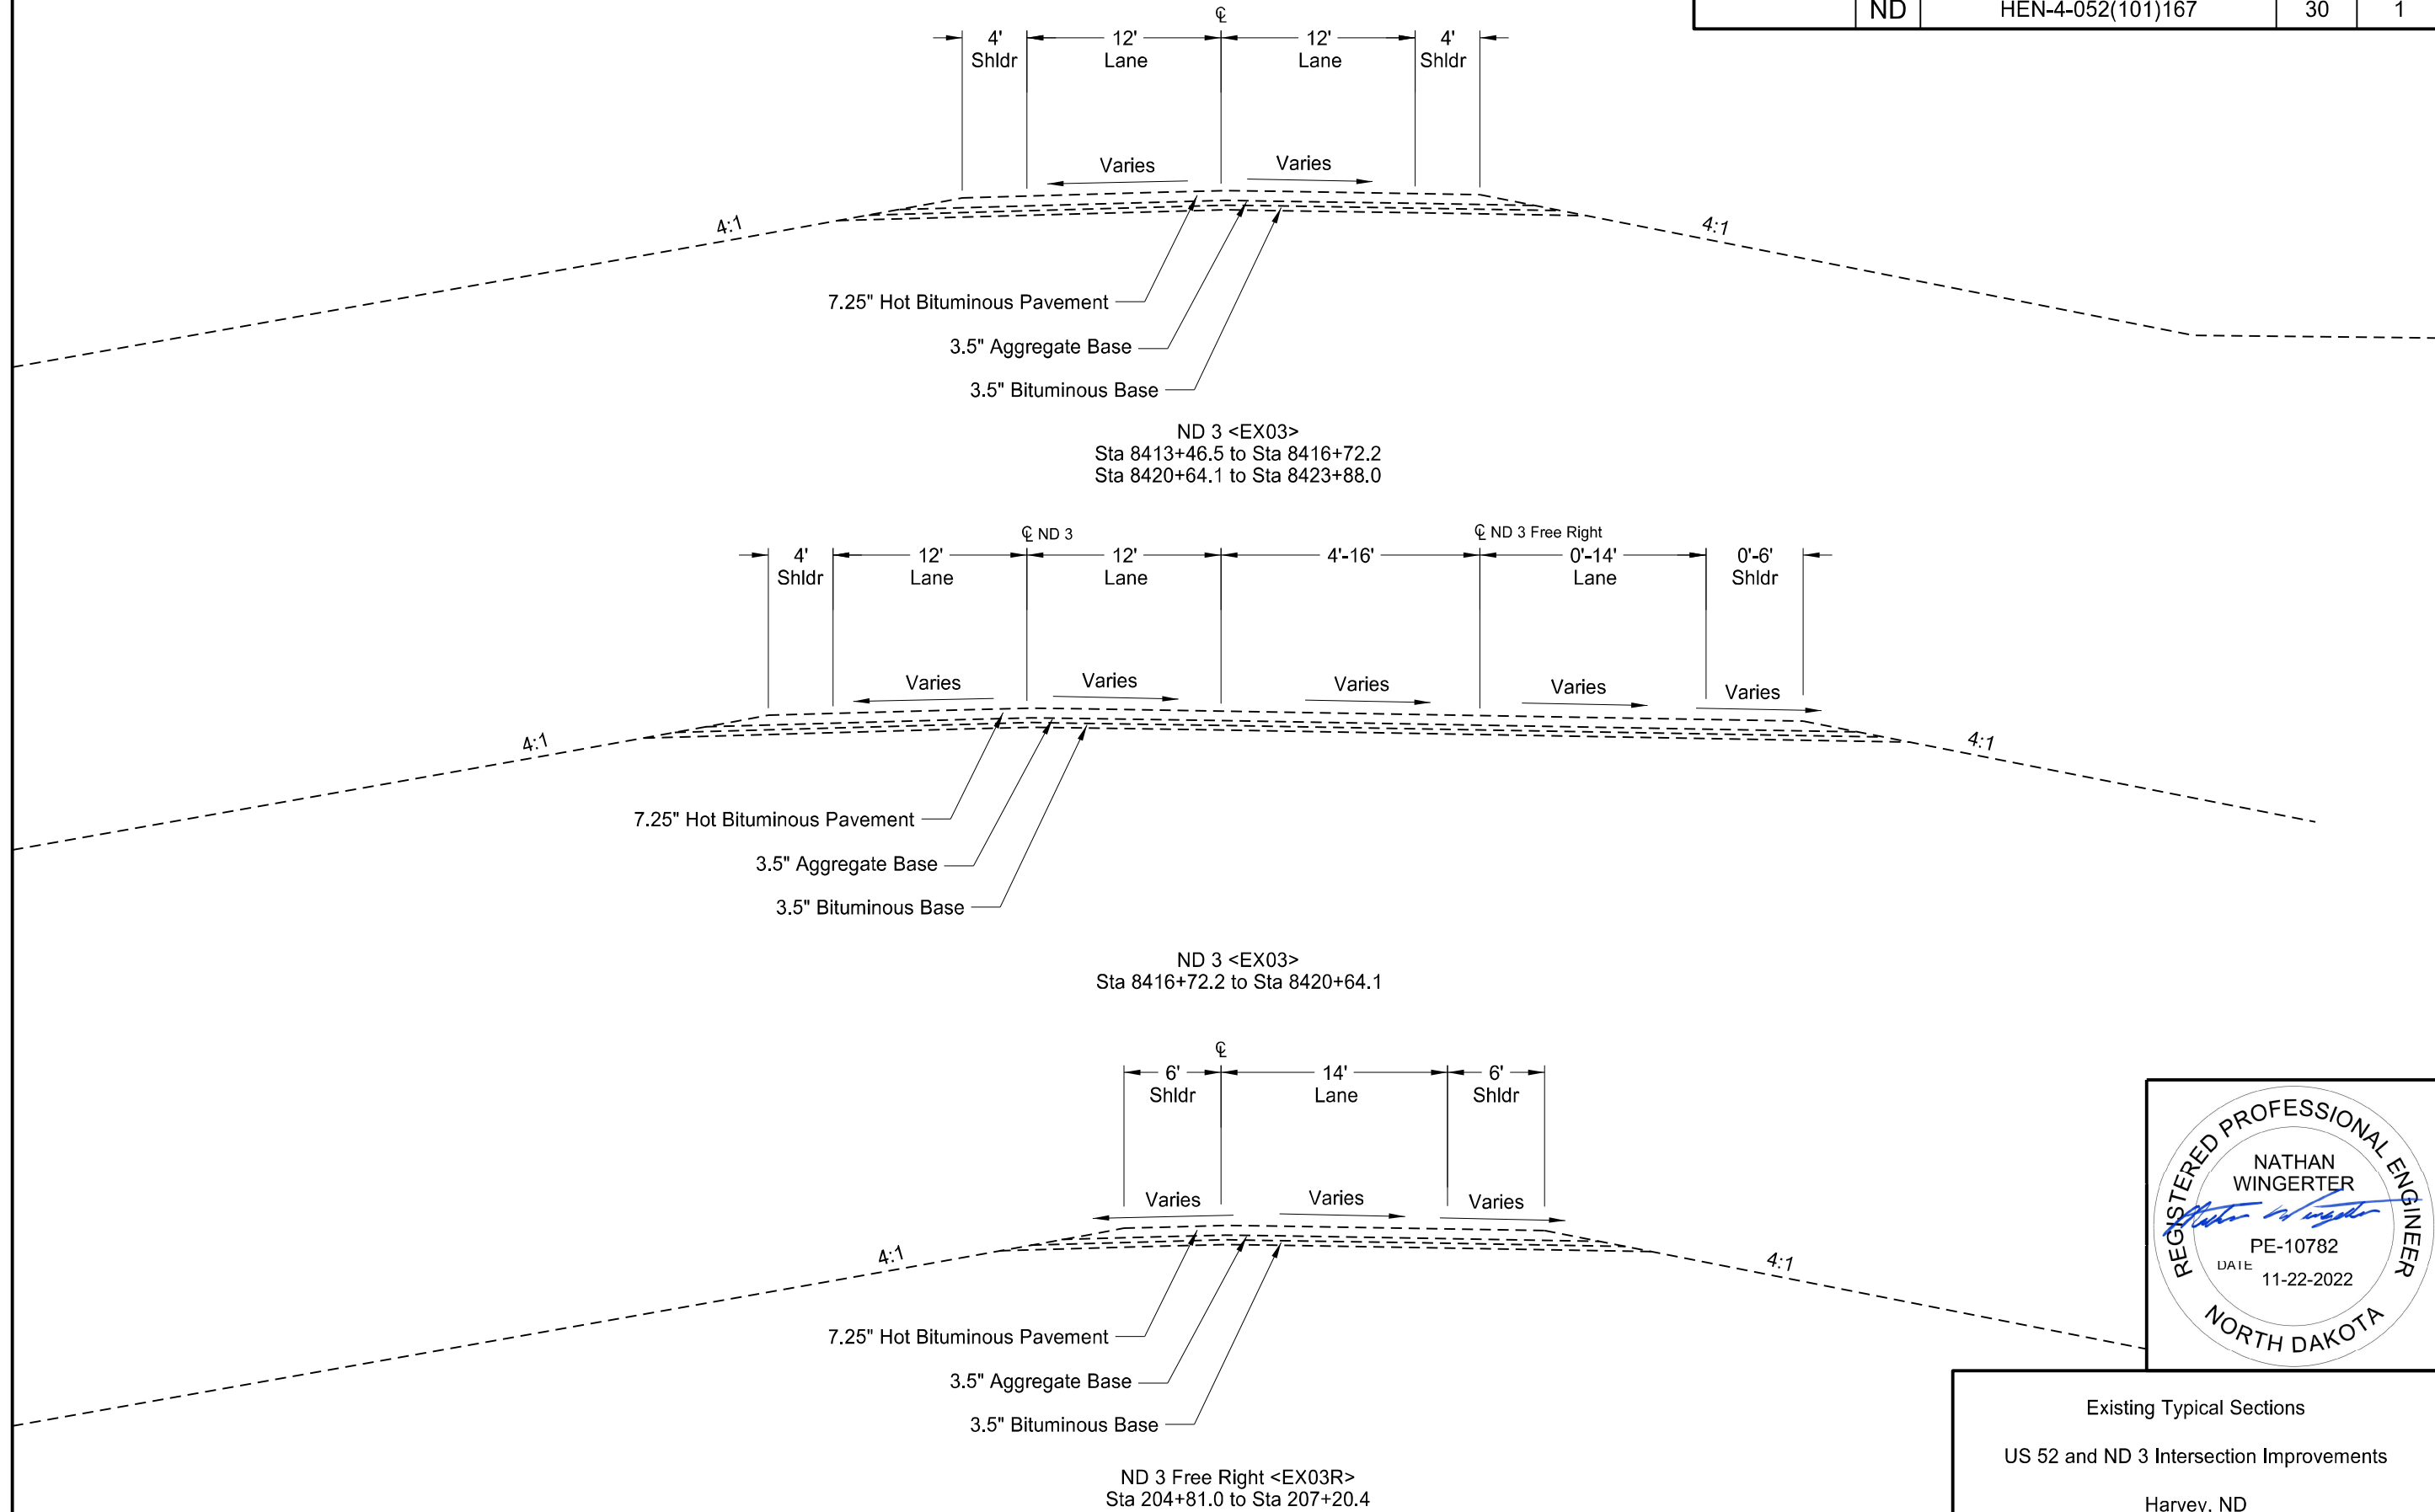 ND HEN-4-052(101)167 30 1
℄
4' 12' 12' 4'
Shldr Lane Lane Shldr
Varies Varies
4:1 4:1
7.25" Hot Bituminous Pavement
3.5" Aggregate Base
3.5" Bituminous Base
ND 3 <EX03>
Sta 8413+46.5 to Sta 8416+72.2
Sta 8420+64.1 to Sta 8423+88.0
℄ ND 3 ℄ ND 3 Free Right
4' 12' 12' 4'-16' 0'-14' 0'-6'
Shldr Lane Lane Lane Shldr
Varies Varies Varies Varies Varies
4:1 4:1
7.25" Hot Bituminous Pavement
3.5" Aggregate Base
3.5" Bituminous Base
ND 3 <EX03>
Sta 8416+72.2 to Sta 8420+64.1
℄
6' 14' 6'
Shldr Lane Shldr
Varies Varies Varies
4:1 4:1
7.25" Hot Bituminous Pavement
3.5" Aggregate Base
3.5" Bituminous Base
ND 3 Free Right <EX03R>
Sta 204+81.0 to Sta 207+20.4
REGISTERED PROFESSIONAL ENGINEER
NATHAN
WINGERTER
Nathan Wingerter
PE-10782
DATE 11-22-2022
NORTH DAKOTA
Existing Typical Sections
US 52 and ND 3 Intersection Improvements
Harvey, ND